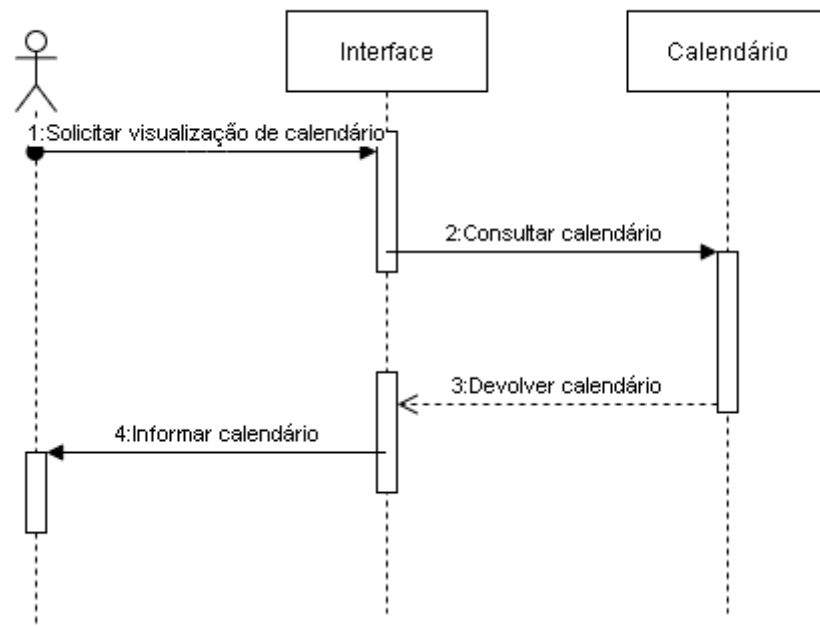 Interface
Calendário
1:Solicitar visualização de calendário
2:Consultar calendário
3:Devolver calendário
4:Informar calendário